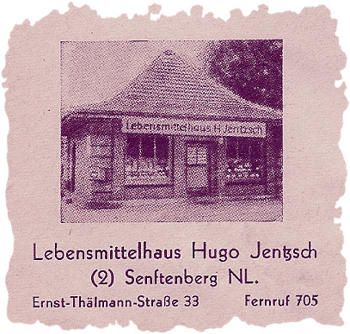 Lebensmittelhaus H. Jentzsch
Lebensmittelhaus Hugo Jentzsch
(2) Senftenberg NL.
Ernst-Thälmann-Straße 33 Fernruf 705